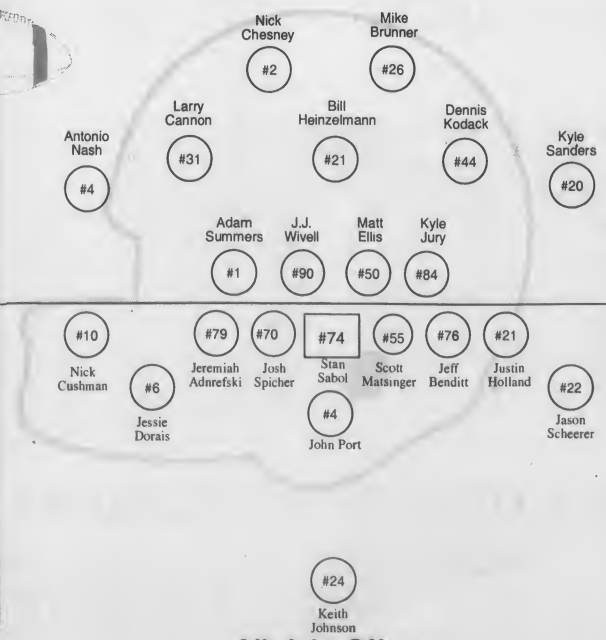 Nick
Chesney
#2
Mike
Brunner
#26
Larry
Cannon
#31
Bill
Heinzelmann
#21
Dennis
Kodack
#44
Antonio
Nash
#4
Kyle
Sanders
#20
Adam
Summers
#1
J.J.
Wivell
#90
Matt
Ellis
#50
Kyle
Jury
#84
#10
Nick
Cushman
#79
Jeremiah
Adnrefski
#70
Josh
Spicher
#74
Stan
Sabol
#55
Scott
Matsinger
#76
Jeff
Benditt
#21
Justin
Holland
#6
Jessie
Dorais
#4
John Port
#22
Jason
Scheerer
#24
Keith
Johnson